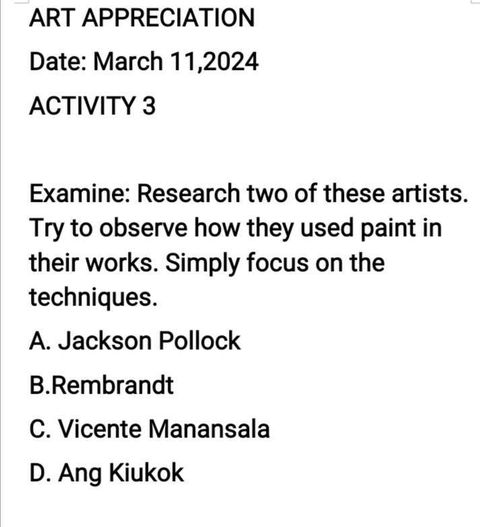 ART APPRECIATION
Date: March 11,2024
ACTIVITY 3
Examine: Research two of these artists.
Try to observe how they used paint in
their works. Simply focus on the
techniques.
A. Jackson Pollock
B.Rembrandt
C. Vicente Manansala
D. Ang Kiukok